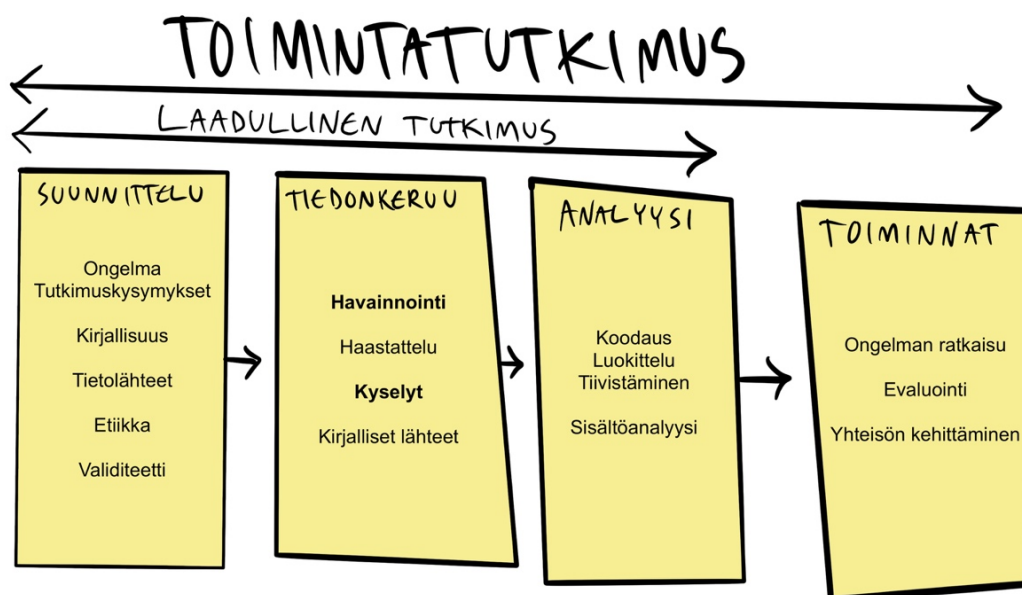 TOIMINTATUTKIMUS
LAADULLINEN TUTKIMUS
SUUNNITTELU
Ongelma
Tutkimuskysymykset
Kirjallisuus
Tietolähteet
Etiikka
Validiteetti
TIEDONKERUU
Havainnointi
Haastattelu
Kyselyt
Kirjalliset lähteet
ANALYYSI
Koodaus
Luokittelu
Tiivistäminen
Sisältöanalyysi
TOIMINNAT
Ongelman ratkaisu
Evaluointi
Yhteisön kehittäminen